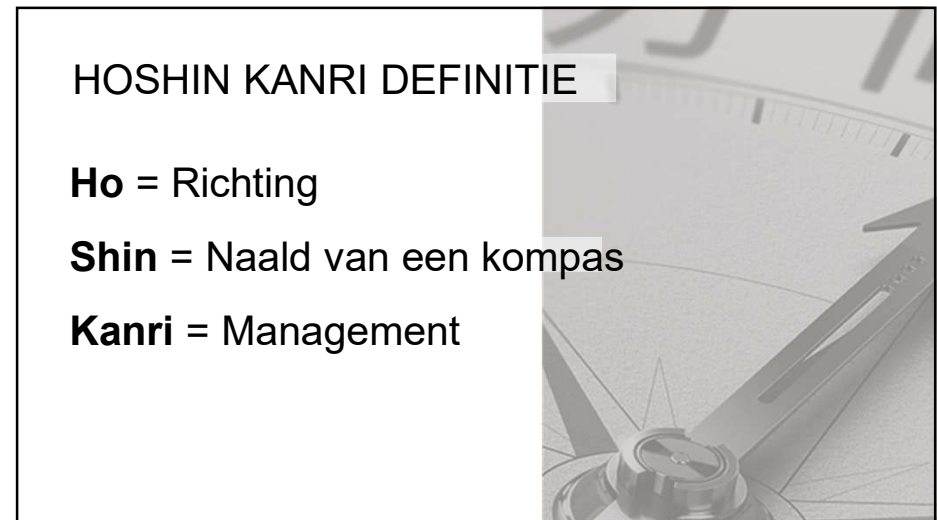 HOSHIN KANRI DEFINITIE
Ho = Richting
Shin = Naald van een kompas
Kanri = Management